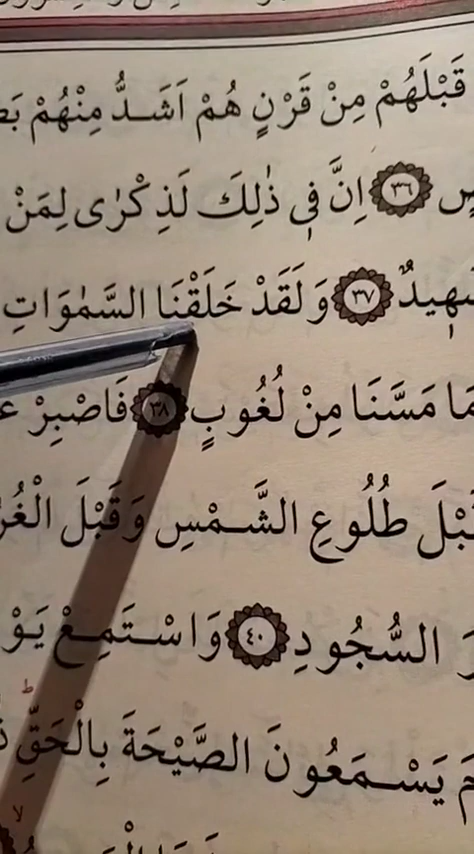 قَبْلَهُمْ مِنْ قَرْنٍ هُمْ اَشَدُّ مِنْهُمْ
اِنَّ فٖى ذٰلِكَ لَذِكْرٰى لِمَنْ ﴿٣٦﴾
شَهٖيدٌ ﴿٣٧﴾ وَلَقَدْ خَلَقْنَا السَّمٰوَاتِ
مَا مَسَّنَا مِنْ لُغُوبٍ ﴿٣٨﴾ فَاصْبِرْ
قَبْلَ طُلُوعِ الشَّمْسِ وَقَبْلَ
السُّجُودِ ﴿٤٠﴾ وَاسْتَمِعْ
يَسْمَعُونَ الصَّيْحَةَ بِالْحَقِّ